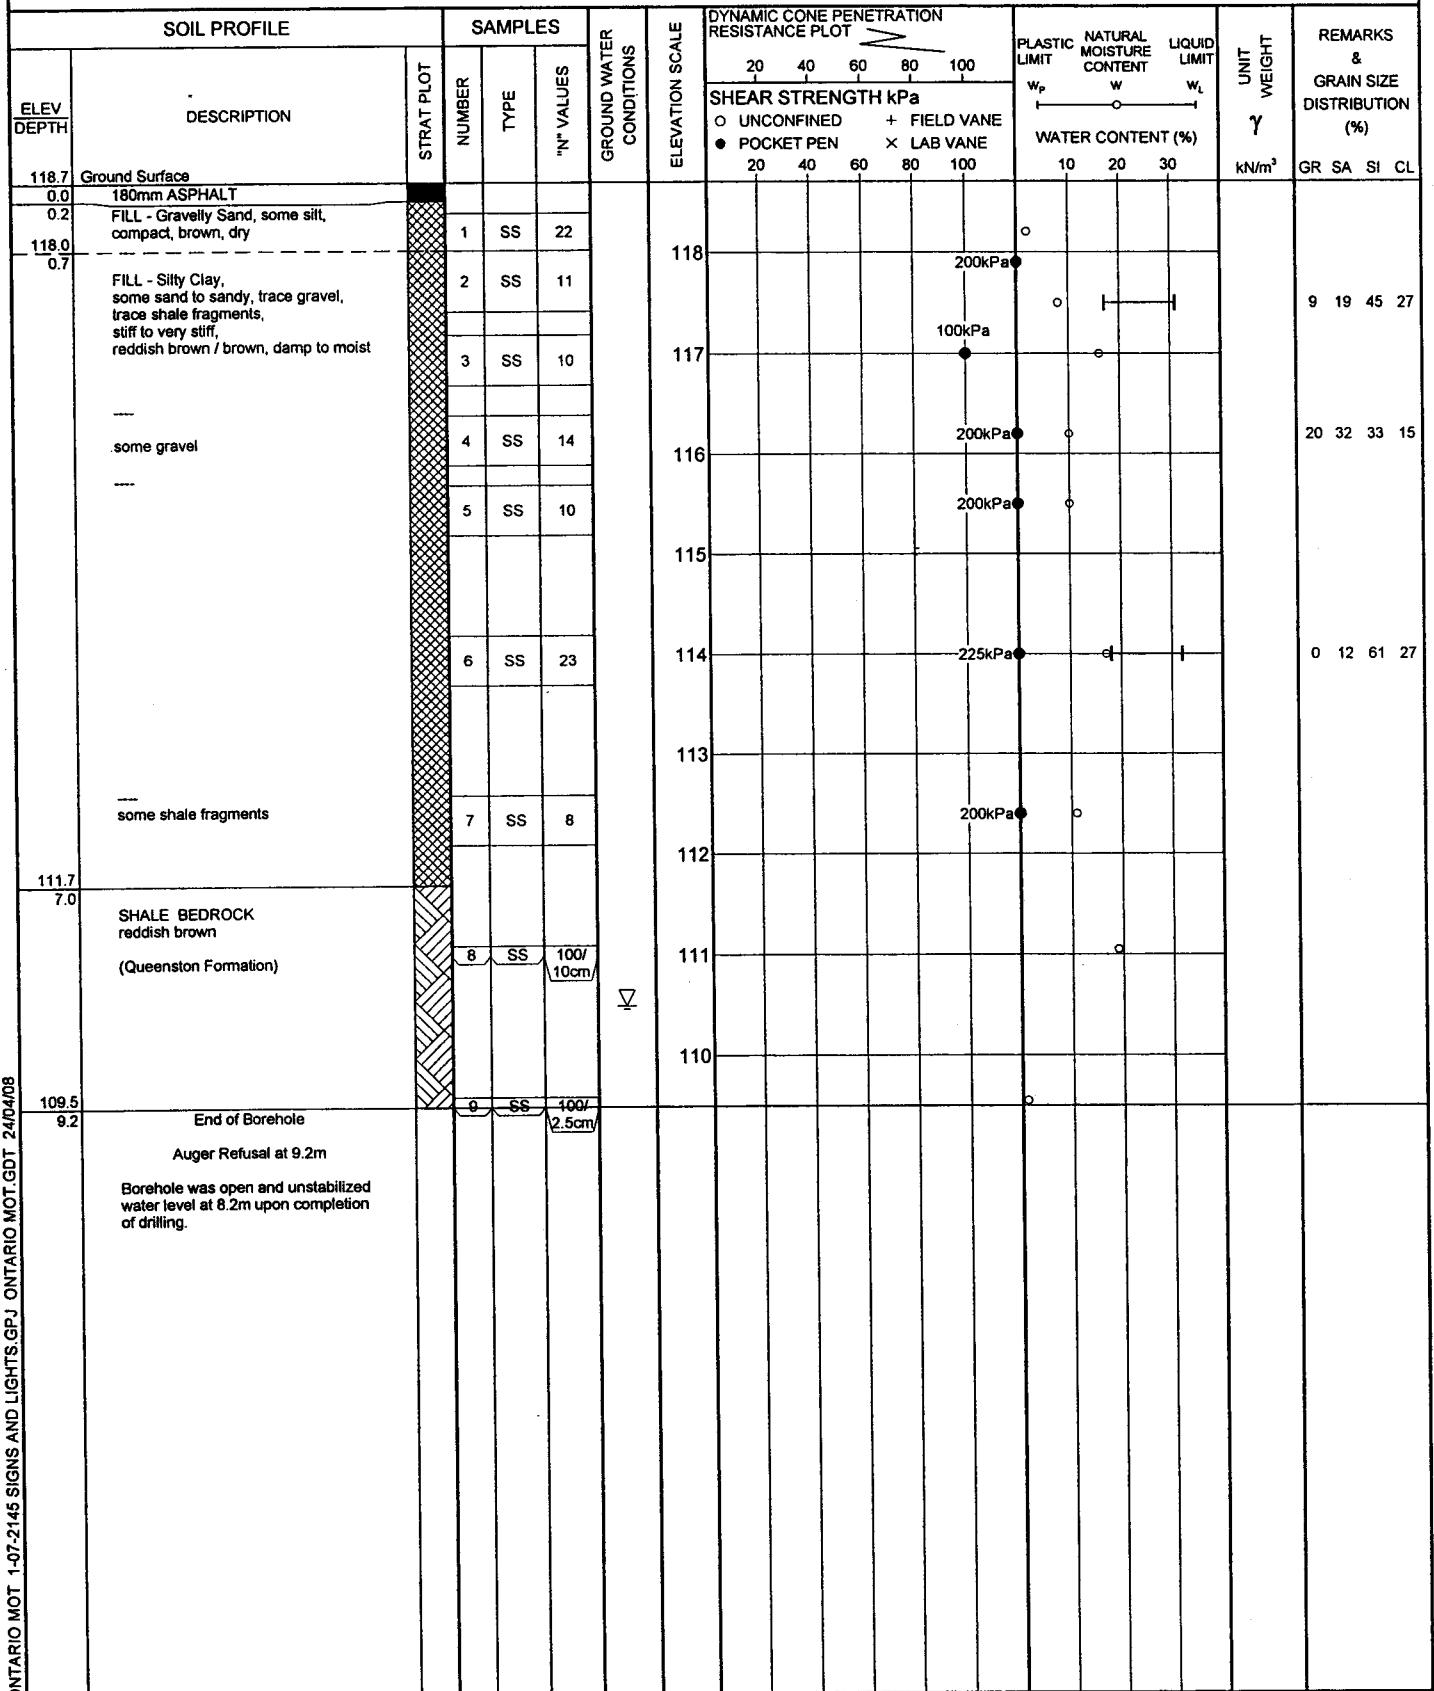 SOIL PROFILE
SAMPLES
GROUND WATER CONDITIONS
ELEVATION SCALE
DYNAMIC CONE PENETRATION
RESISTANCE PLOT
20 40 60 80 100
PLASTIC LIMIT
NATURAL MOISTURE CONTENT
LIQUID LIMIT
UNIT WEIGHT
REMARKS
&
GRAIN SIZE
DISTRIBUTION
(%)
ELEV
DEPTH
DESCRIPTION
STRAT PLOT
NUMBER
TYPE
"N" VALUES
SHEAR STRENGTH kPa
○ UNCONFINED + FIELD VANE
● POCKET PEN × LAB VANE
20 40 60 80 100
WP W WL
WATER CONTENT (%)
10 20 30
γ
kN/m³
GR SA SI CL
118.7 Ground Surface
0.0 180mm ASPHALT
0.2 FILL - Gravelly Sand, some silt,
compact, brown, dry
1 SS 22
118.0
0.7
118
200kPa
FILL - Silty Clay,
some sand to sandy, trace gravel,
trace shale fragments,
stiff to very stiff,
reddish brown / brown, damp to moist
2 SS 11
9 19 45 27
100kPa
117
3 SS 10
some gravel
4 SS 14
200kPa
20 32 33 15
116
5 SS 10
200kPa
115
6 SS 23
114
225kPa
0 12 61 27
113
some shale fragments
7 SS 8
200kPa
112
111.7
7.0
SHALE BEDROCK
reddish brown
(Queenston Formation)
8 SS 100/
10cm
111
110
109.5
9.2
9 SS 100/
2.5cm
End of Borehole
Auger Refusal at 9.2m
Borehole was open and unstabilized
water level at 8.2m upon completion
of drilling.
NTARIO MOT 1-07-2145 SIGNS AND LIGHTS.GPJ ONTARIO MOT.GDT 24/04/08